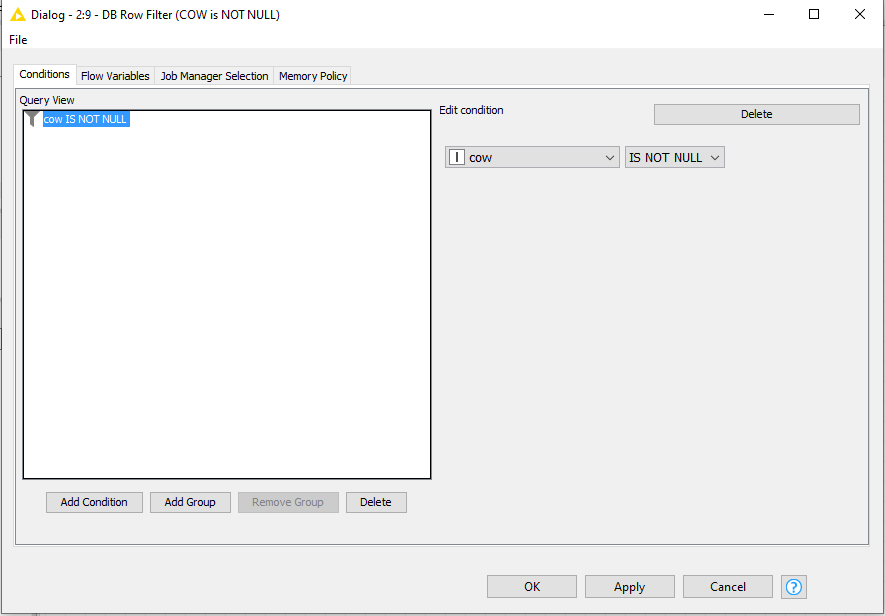 Dialog - 2:9 - DB Row Filter (COW is NOT NULL)
File
Conditions Flow Variables Job Manager Selection Memory Policy
Query View
cow IS NOT NULL
Edit condition
Delete
I cow IS NOT NULL
Add Condition Add Group Remove Group Delete
OK Apply Cancel ?